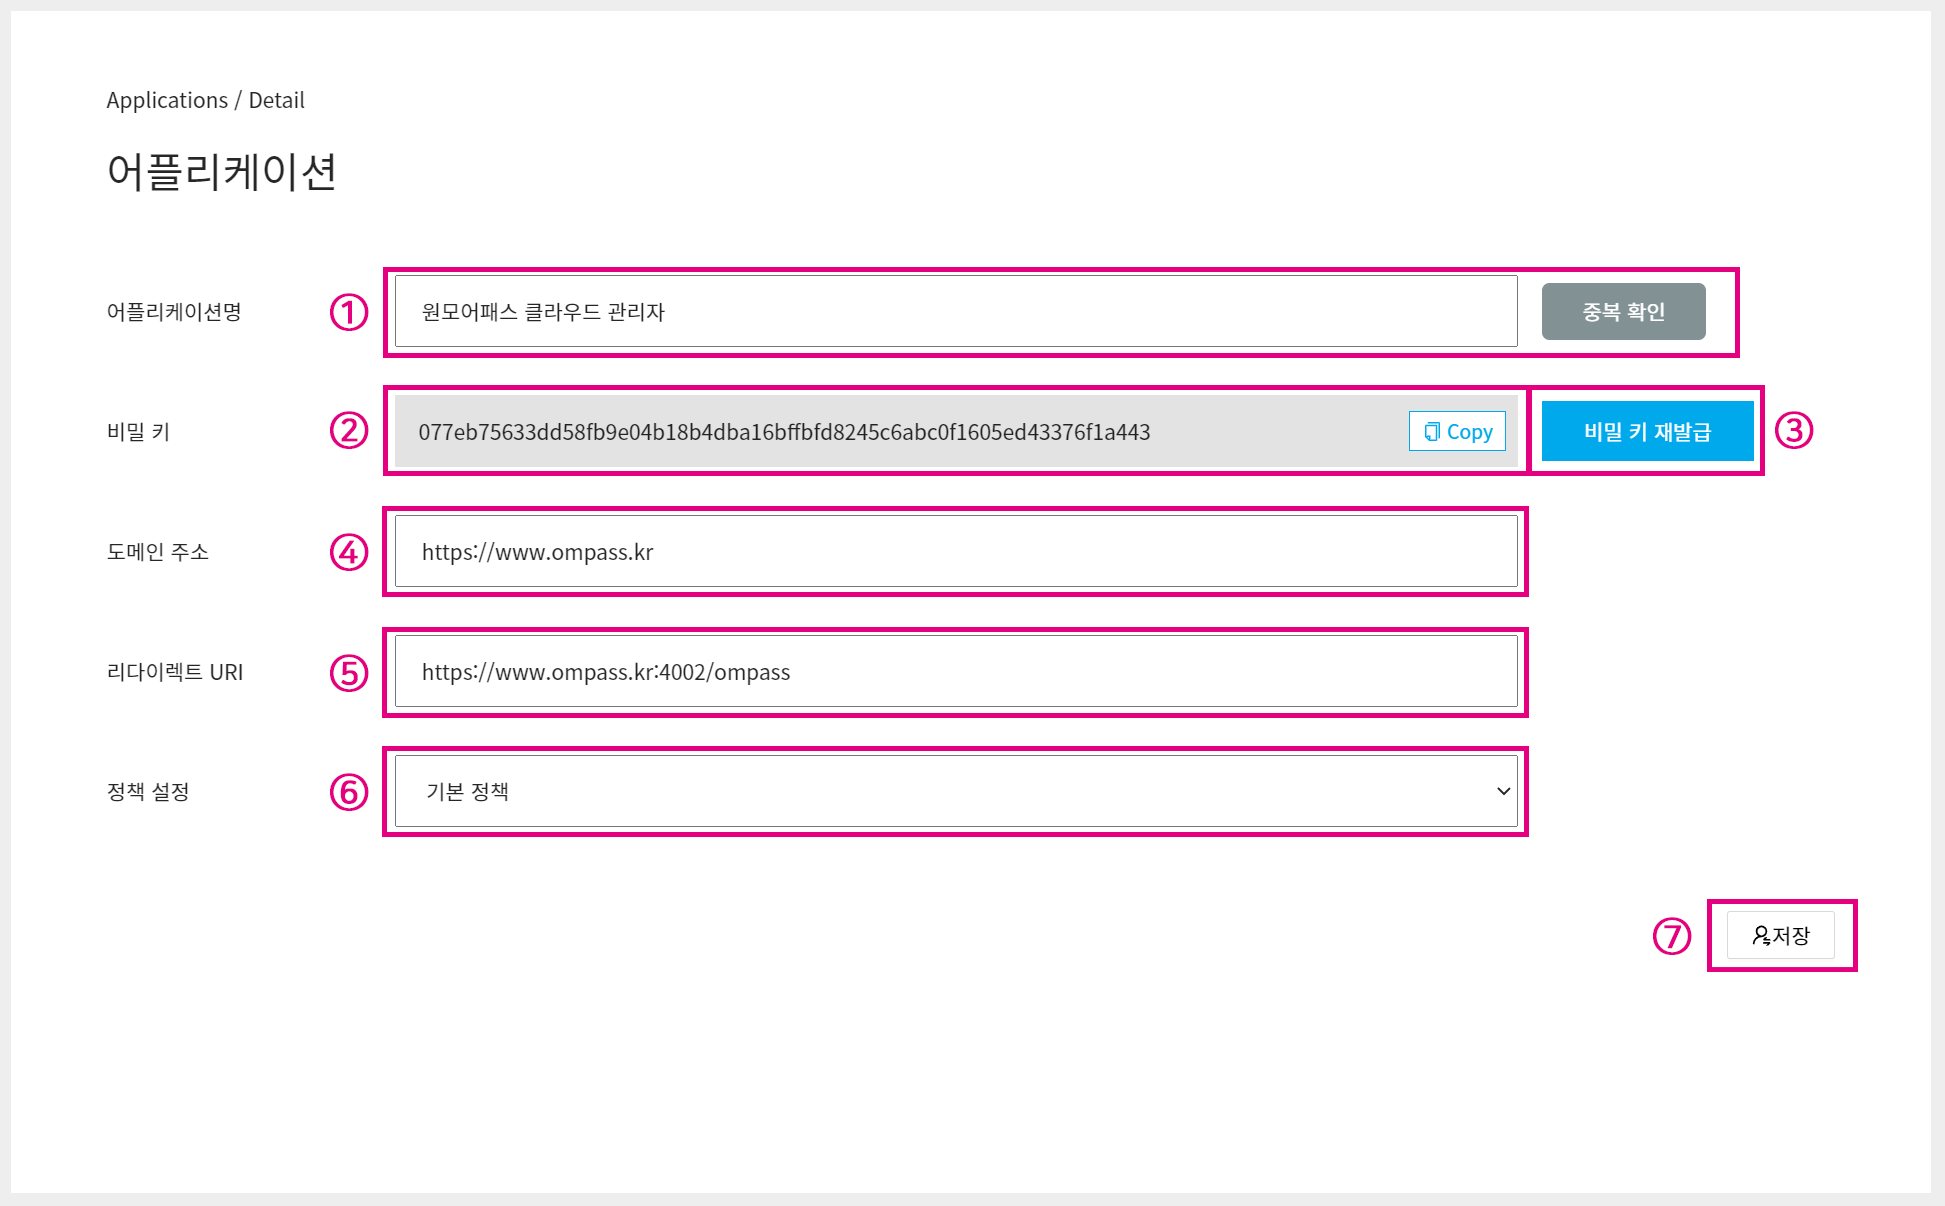 Applications / Detail
어플리케이션
어플리케이션명 ① 원모어패스 클라우드 관리자 중복 확인
비밀 키 ② 077eb75633dd58fb9e04b18b4dba16bffbfd8245c6abc0f1605ed43376f1a443 Copy 비밀 키 재발급 ③
도메인 주소 ④ https://www.ompass.kr
리다이렉트 URI ⑤ https://www.ompass.kr:4002/ompass
정책 설정 ⑥ 기본 정책
⑦ 저장